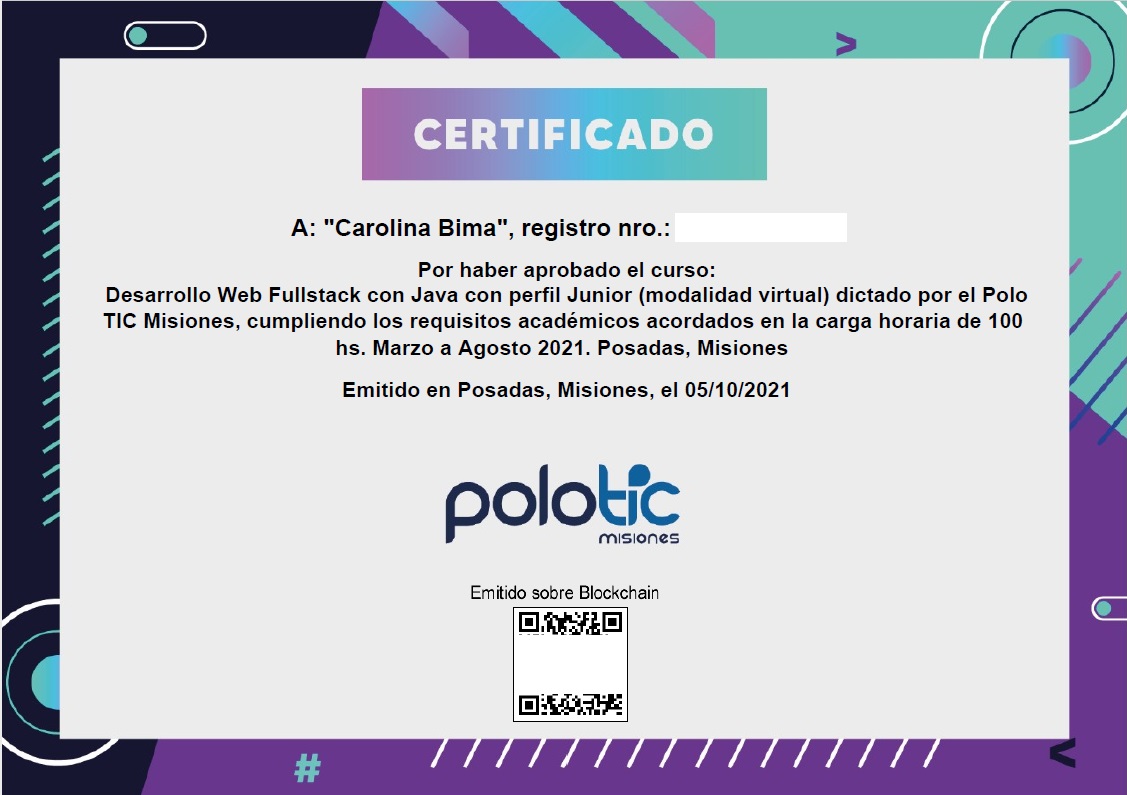 CERTIFICADO
A: "Carolina Bima", registro nro.:
Por haber aprobado el curso:
Desarrollo Web Fullstack con Java con perfil Junior (modalidad virtual) dictado por el Polo
TIC Misiones, cumpliendo los requisitos académicos acordados en la carga horaria de 100
hs. Marzo a Agosto 2021. Posadas, Misiones
Emitido en Posadas, Misiones, el 05/10/2021
polotic
misiones
Emitido sobre Blockchain